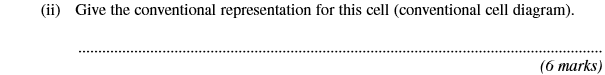 (ii) Give the conventional representation for this cell (conventional cell diagram).
................................................................................................................................
(6 marks)